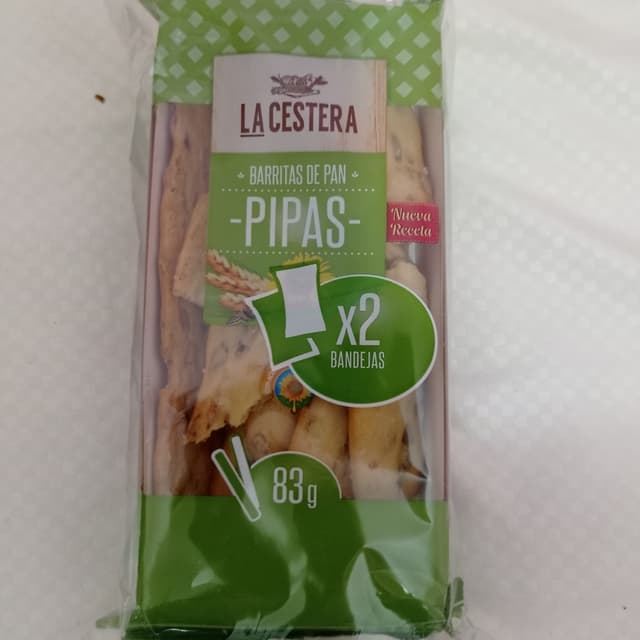 LA CESTERA
BARRITAS DE PAN
-PIPAS-
Nueva
Receta
x2
BANDEJAS
83g